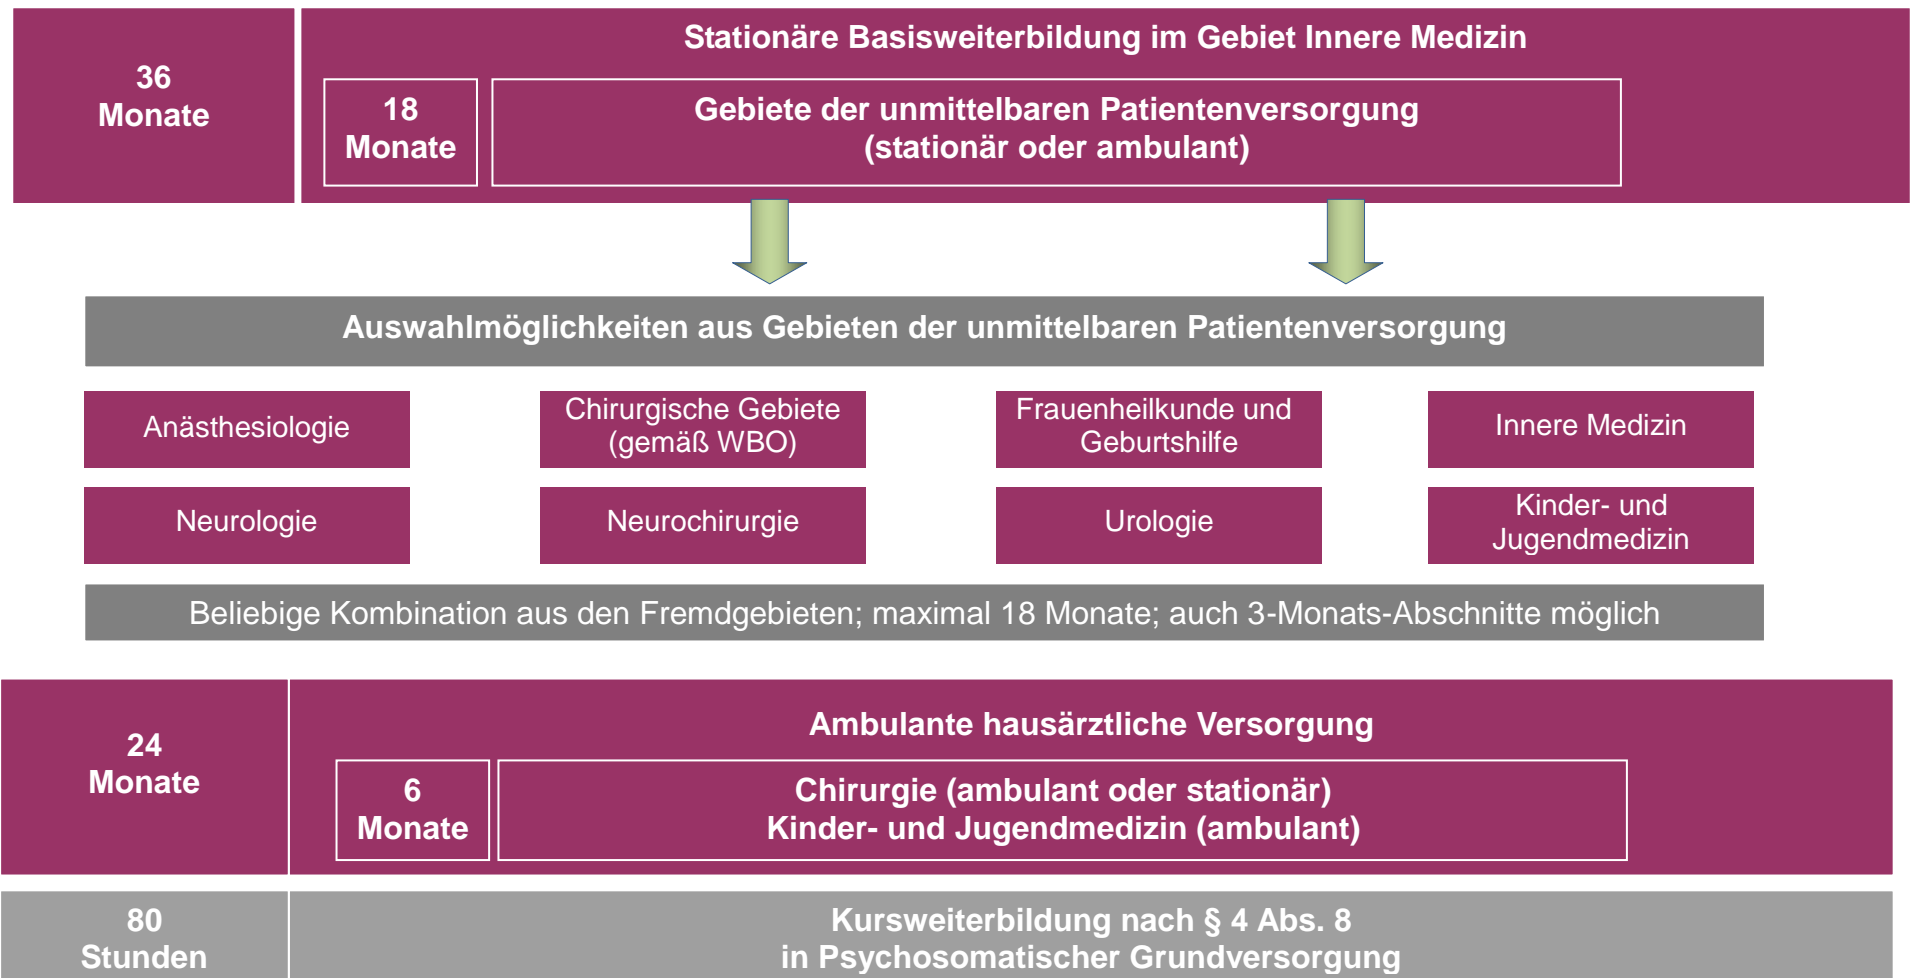 36
Monate
Stationäre Basisweiterbildung im Gebiet Innere Medizin
18
Monate
Gebiete der unmittelbaren Patientenversorgung
(stationär oder ambulant)
Auswahlmöglichkeiten aus Gebieten der unmittelbaren Patientenversorgung
Anästhesiologie
Chirurgische Gebiete
(gemäß WBO)
Frauenheilkunde und
Geburtshilfe
Innere Medizin
Neurologie
Neurochirurgie
Urologie
Kinder- und
Jugendmedizin
Beliebige Kombination aus den Fremdgebieten; maximal 18 Monate; auch 3-Monats-Abschnitte möglich
24
Monate
Ambulante hausärztliche Versorgung
6
Monate
Chirurgie (ambulant oder stationär)
Kinder- und Jugendmedizin (ambulant)
80
Stunden
Kursweiterbildung nach § 4 Abs. 8
in Psychosomatischer Grundversorgung